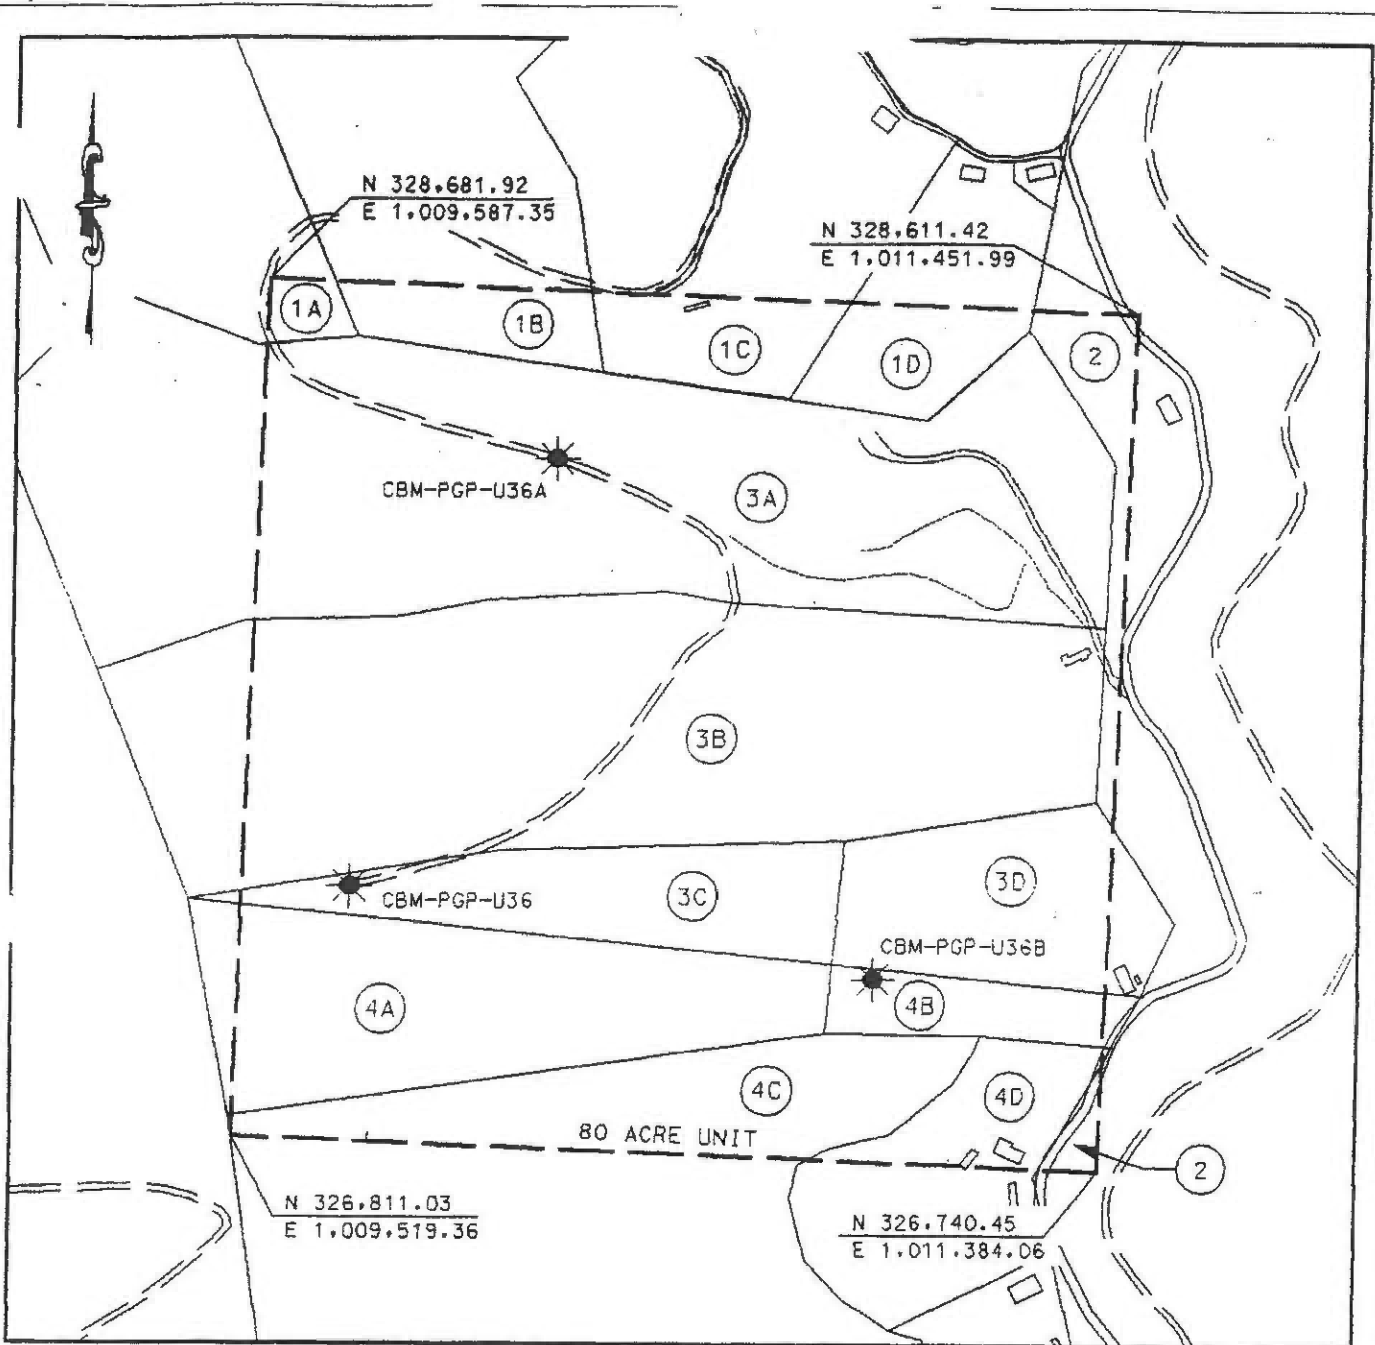 N 328,681.92
E 1,009,587.35
N 328,611.42
E 1,011,451.99
1A
1B
1C
1D
2
CBM-PGP-U36A
3A
3B
CBM-PGP-U36
3C
3D
CBM-PGP-U36B
4A
4B
4C
4D
80 ACRE UNIT
2
N 326,811.03
E 1,009,519.36
N 326,740.45
E 1,011,384.06